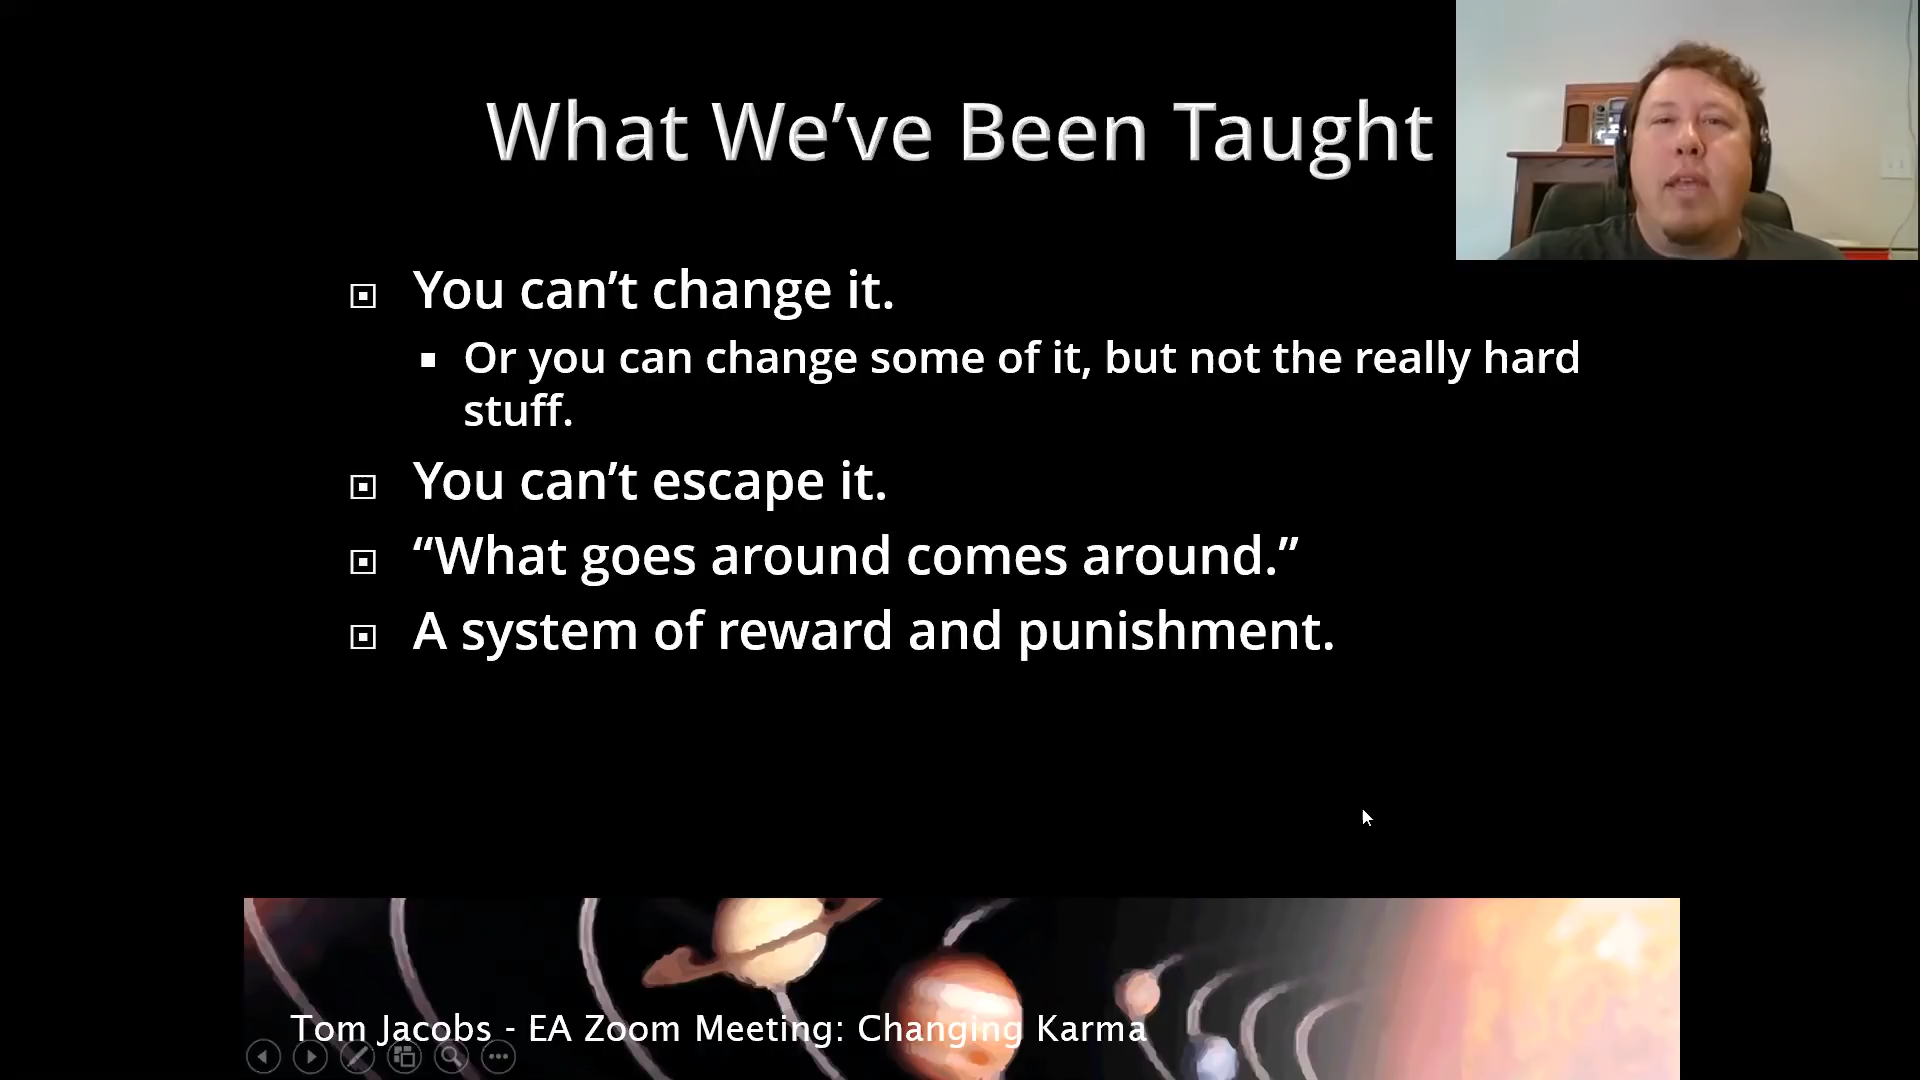 What We’ve Been Taught
You can’t change it.
Or you can change some of it, but not the really hard
stuff.
You can’t escape it.
“What goes around comes around.”
A system of reward and punishment.
Tom Jacobs - EA Zoom Meeting: Changing Karma